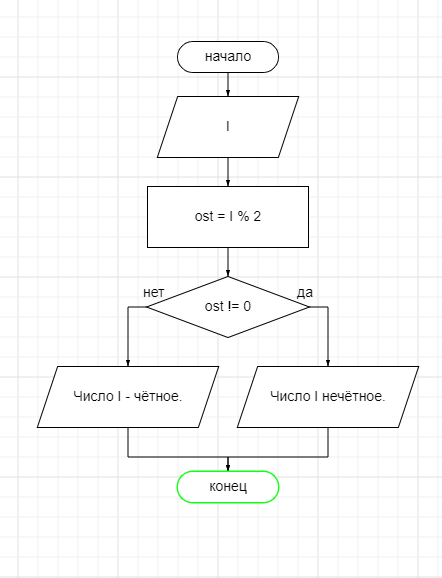 начало
I
ost = I % 2
нет
да
ost != 0
Число I - чётное.
Число I нечётное.
конец